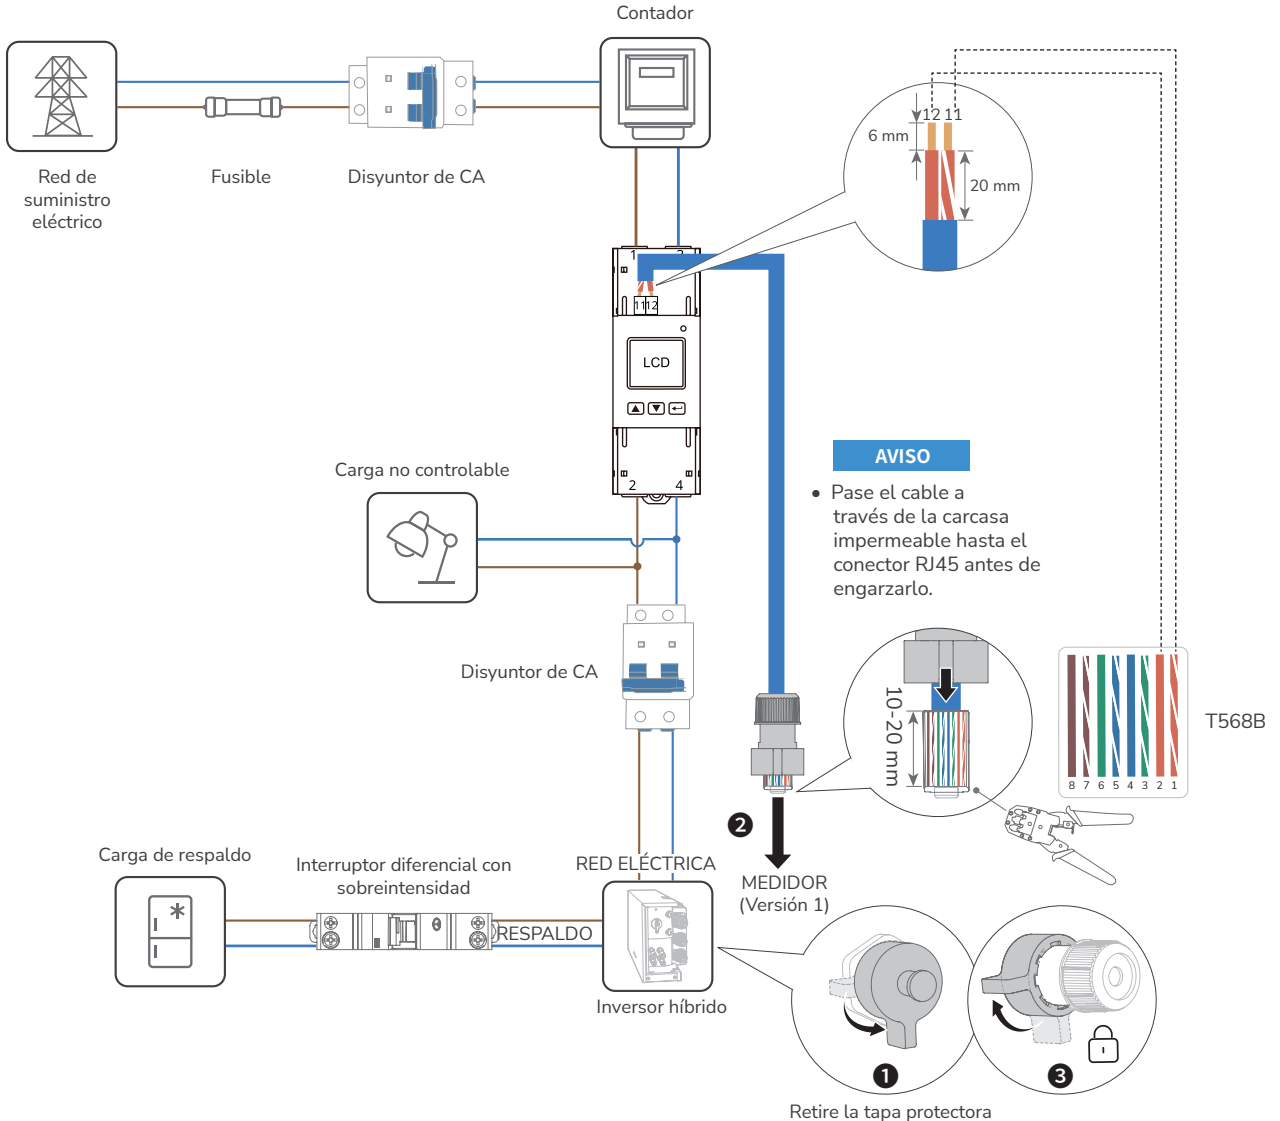 Contador
Red de
suministro
eléctrico
Fusible
Disyuntor de CA
12 11
6 mm
20 mm
1
11 12
LCD
2 4
Carga no controlable
AVISO
• Pase el cable a
través de la carcasa
impermeable hasta el
conector RJ45 antes de
engarzarlo.
Disyuntor de CA
10-20 mm
T568B
8 7 6 5 4 3 2 1
2
MEDIDOR
(Versión 1)
Carga de respaldo
Interruptor diferencial con
sobreintensidad
RED ELÉCTRICA
RESPALDO
Inversor híbrido
1
3
Retire la tapa protectora